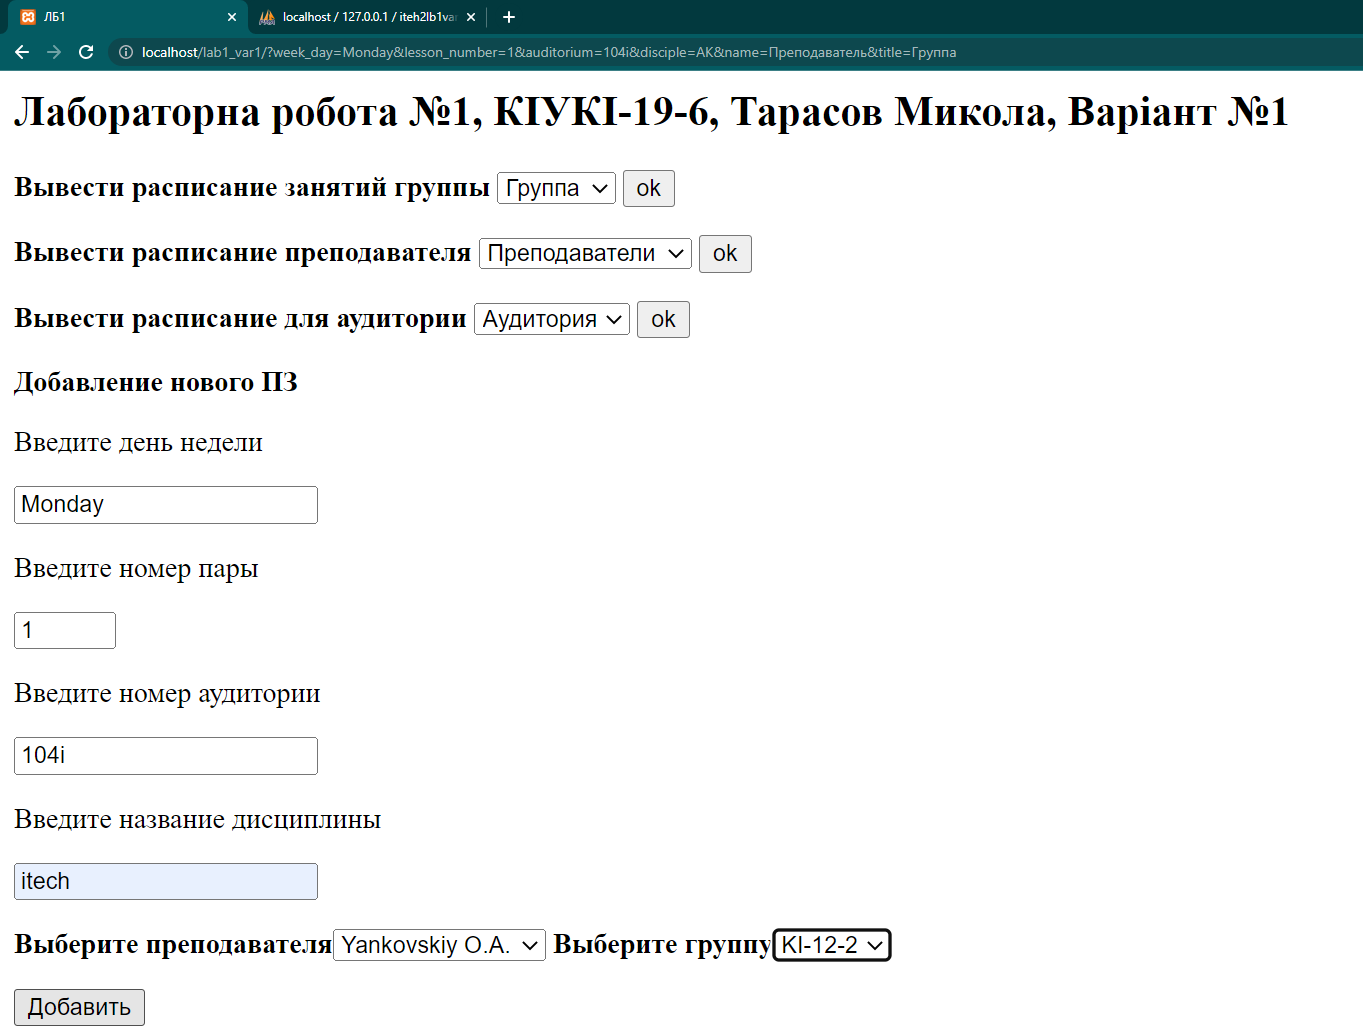 ЛБ1
localhost / 127.0.0.1 / iteh2lb1var
localhost/lab1_var1/?week_day=Monday&lesson_number=1&auditorium=104i&disciple=АК&name=Преподаватель&title=Группа
Лабораторна робота №1, КІУКІ-19-6, Тарасов Микола, Варіант №1
Вывести расписание занятий группы Группа ok
Вывести расписание преподавателя Преподаватели ok
Вывести расписание для аудитории Аудитория ok
Добавление нового ПЗ
Введите день недели
Monday
Введите номер пары
1
Введите номер аудитории
104i
Введите название дисциплины
itech
Выберите преподавателя Yankovskiy O.A. Выберите группу KI-12-2
Добавить